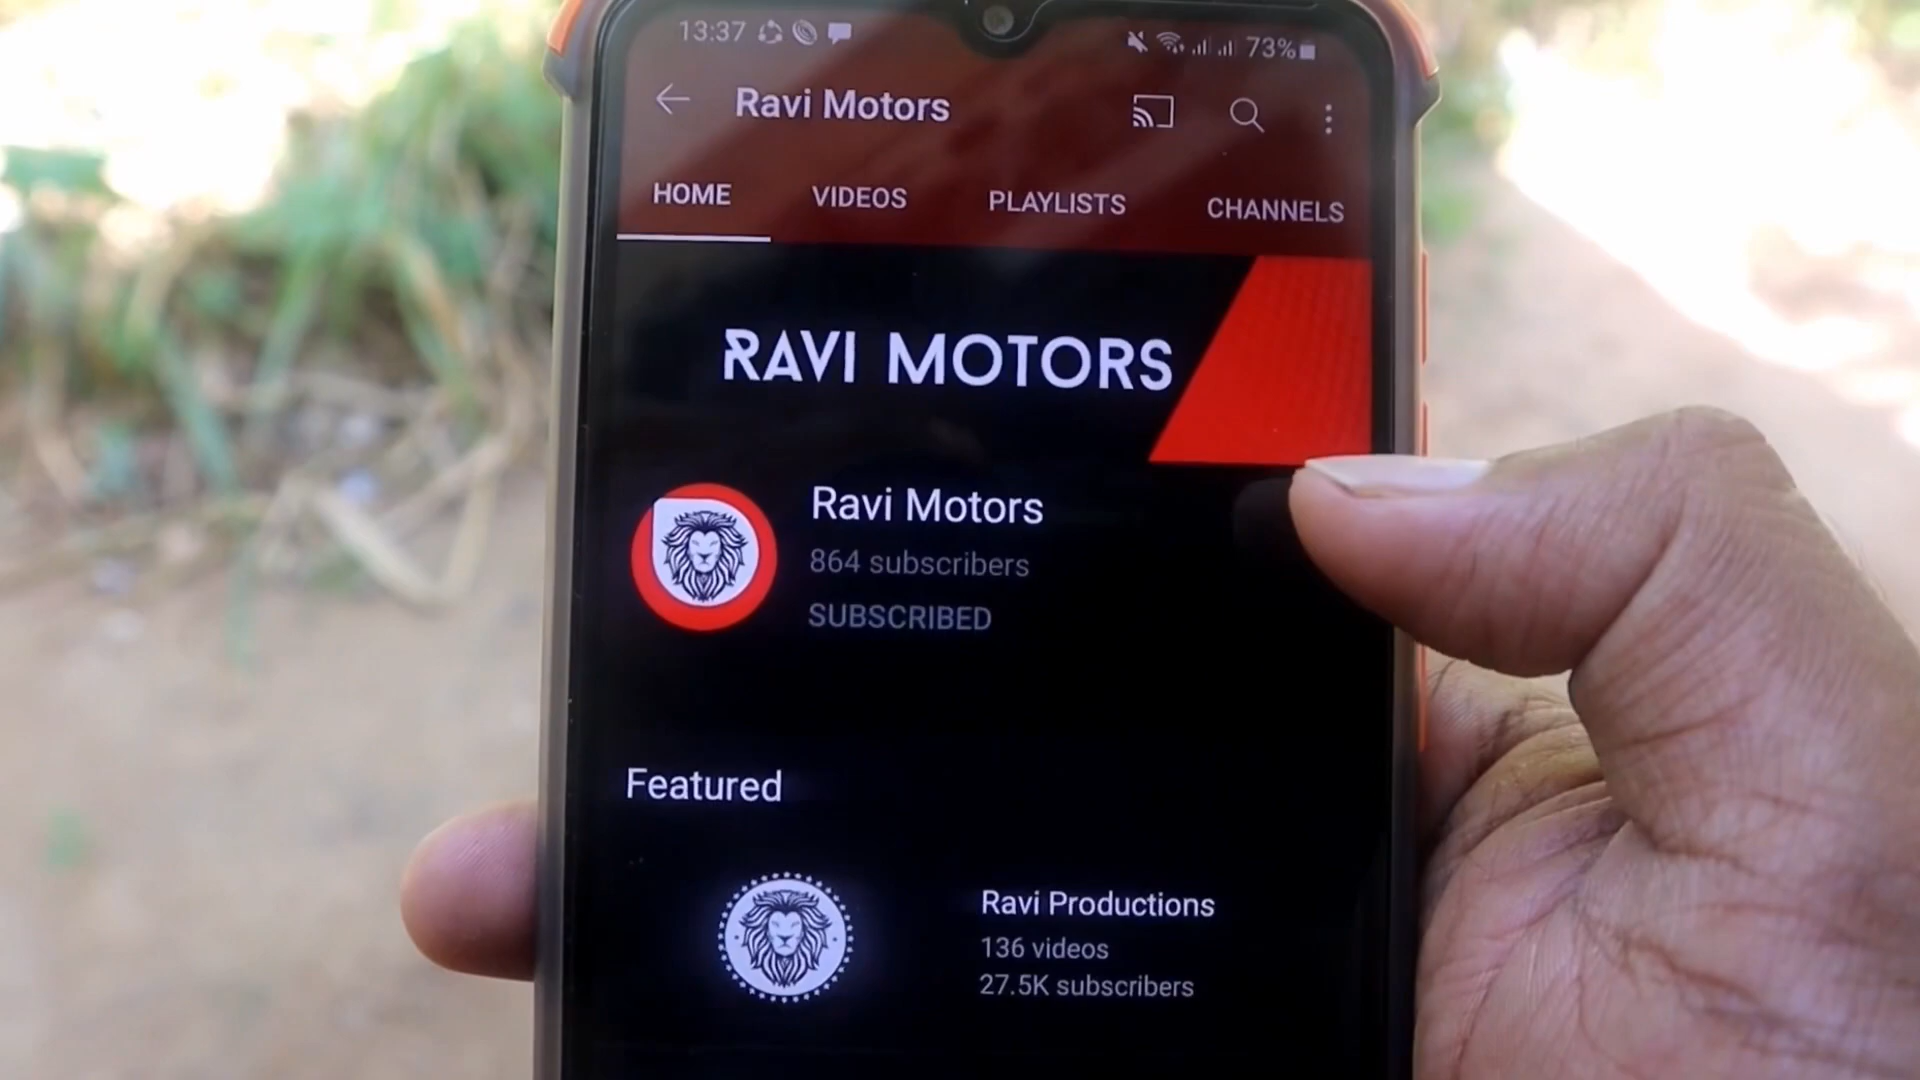 13:37
73%
Ravi Motors
HOME
VIDEOS
PLAYLISTS
CHANNELS
RAVI MOTORS
Ravi Motors
864 subscribers
SUBSCRIBED
Featured
Ravi Productions
136 videos
27.5K subscribers